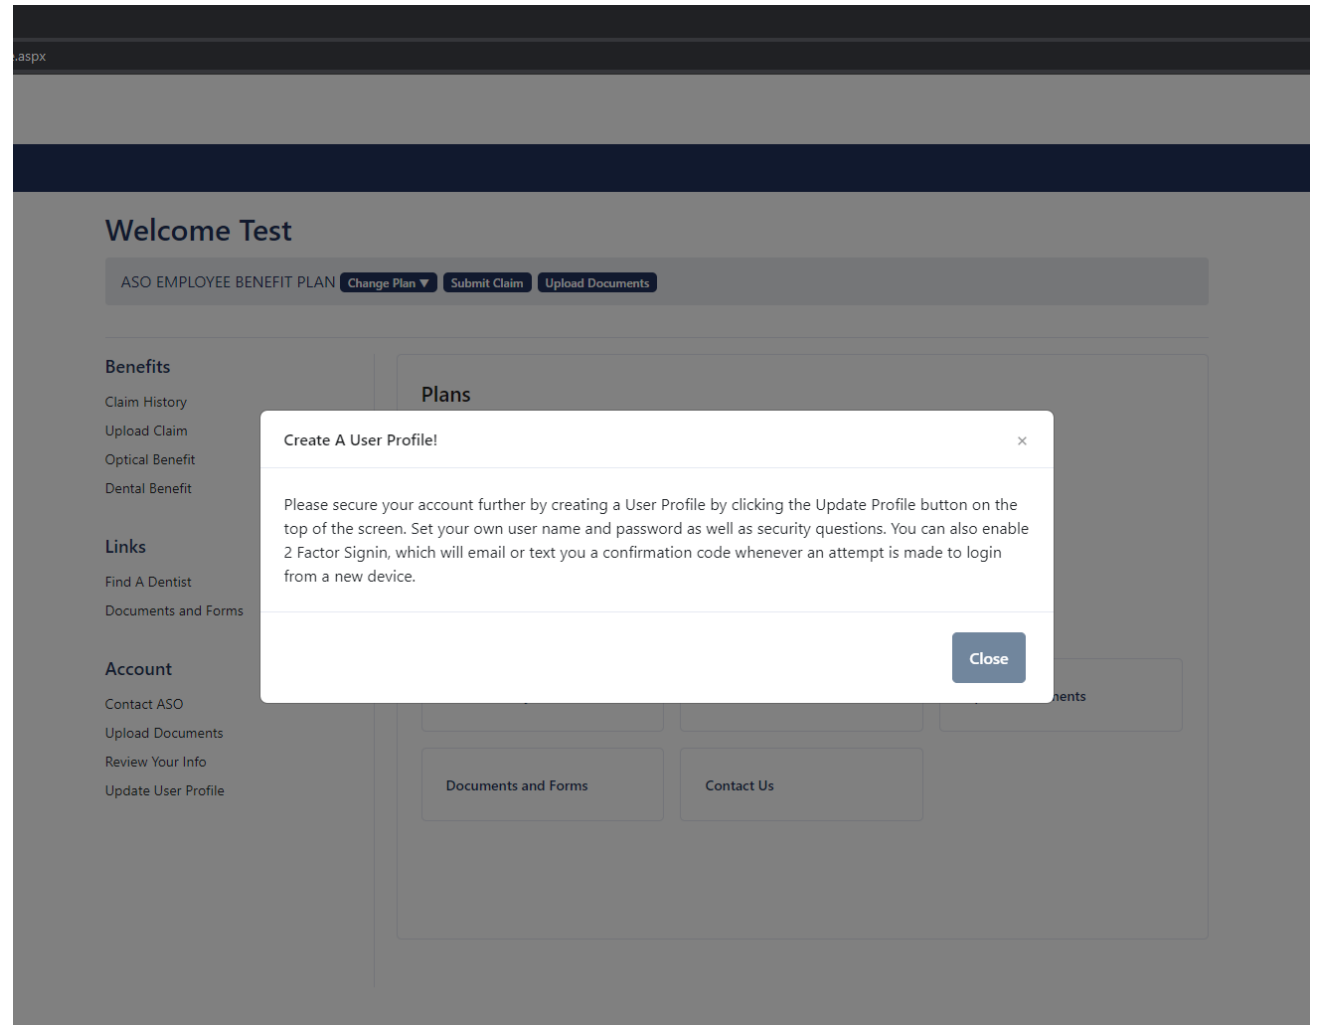 .aspx
Welcome Test
ASO EMPLOYEE BENEFIT PLAN Change Plan ▼ Submit Claim Upload Documents
Benefits
Claim History
Upload Claim
Optical Benefit
Dental Benefit
Links
Find A Dentist
Documents and Forms
Account
Contact ASO
Upload Documents
Review Your Info
Update User Profile
Plans
Create A User Profile! ×
Please secure your account further by creating a User Profile by clicking the Update Profile button on the
top of the screen. Set your own user name and password as well as security questions. You can also enable
2 Factor Signin, which will email or text you a confirmation code whenever an attempt is made to login
from a new device.
Close
Documents and Forms
Contact Us